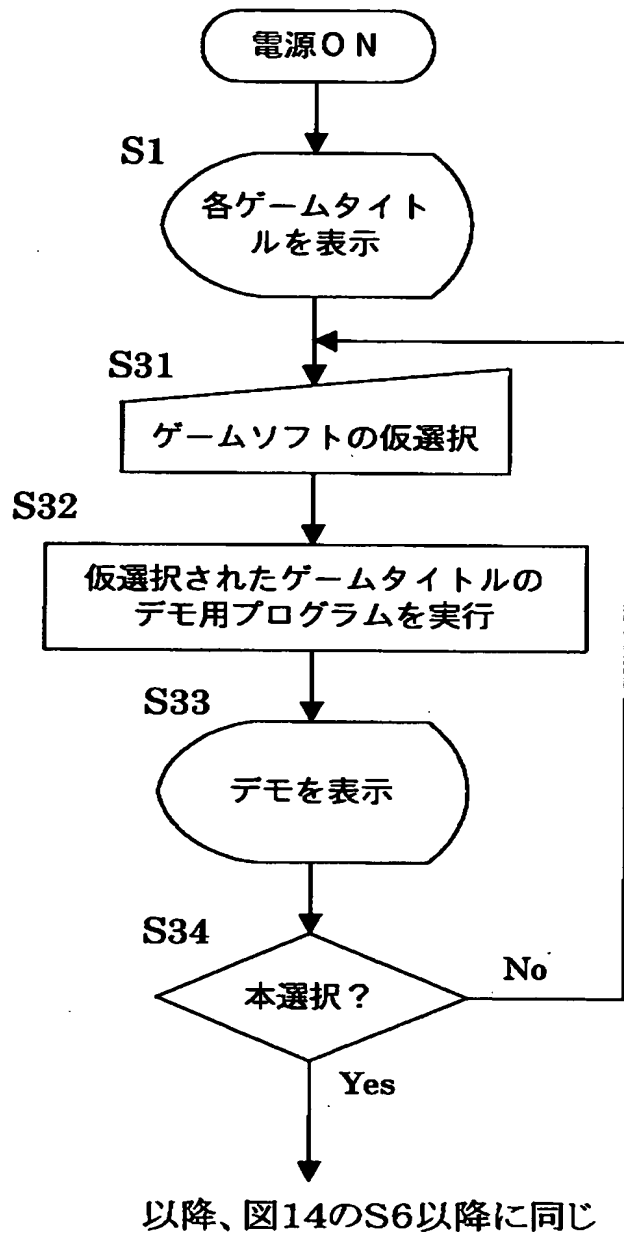 電源ON
S1
各ゲームタイト
ルを表示
S31
ゲームソフトの仮選択
S32
仮選択されたゲームタイトルの
デモ用プログラムを実行
S33
デモを表示
S34
本選択?
No
Yes
以降、図14のS6以降に同じ